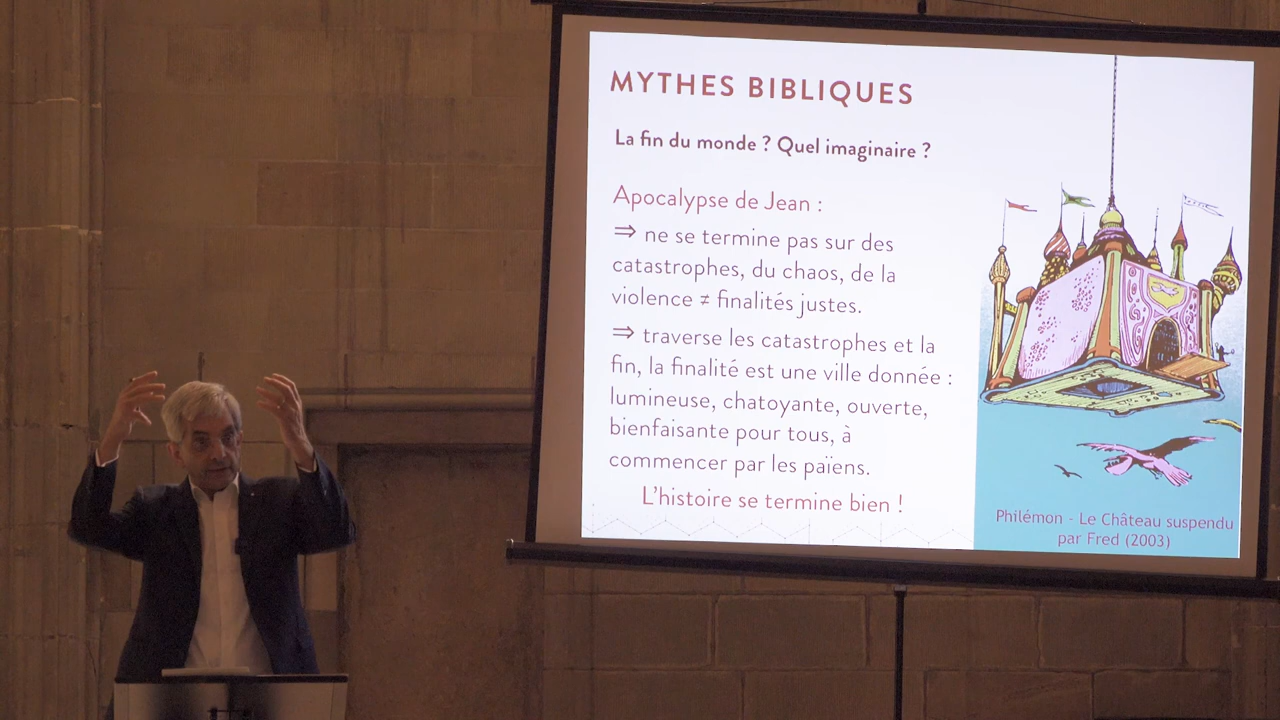 MYTHES BIBLIQUES
La fin du monde ? Quel imaginaire ?
Apocalypse de Jean :
⇒ ne se termine pas sur des
catastrophes, du chaos, de la
violence ≠ finalités justes.
⇒ traverse les catastrophes et la
fin, la finalité est une ville donnée :
lumineuse, chatoyante, ouverte,
bienfaisante pour tous, à
commencer par les païens.
L'histoire se termine bien !
Philémon - Le Château suspendu
par Fred (2003)